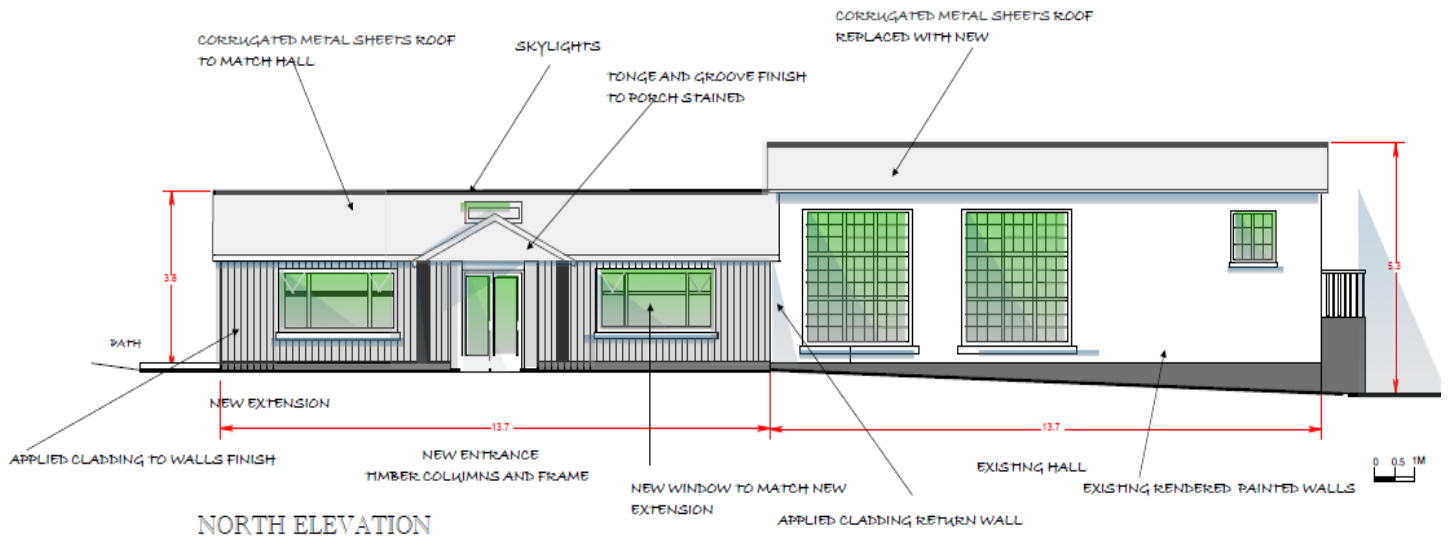 CORRUGATED METAL SHEETS ROOF
TO MATCH HALL
SKYLIGHTS
TONGE AND GROOVE FINISH
TO PORCH STAINED
CORRUGATED METAL SHEETS ROOF
REPLACED WITH NEW
3.8
5.3
PATH
NEW EXTENSION
13.7
13.7
APPLIED CLADDING TO WALLS FINISH
NEW ENTRANCE
TIMBER COLUIMNS AND FRAME
NEW WINDOW TO MATCH NEW
EXTENSION
APPLIED CLADDING RETURN WALL
EXISTING HALL
EXISTING RENDERED PAINTED WALLS
0 0.5 1M
NORTH ELEVATION